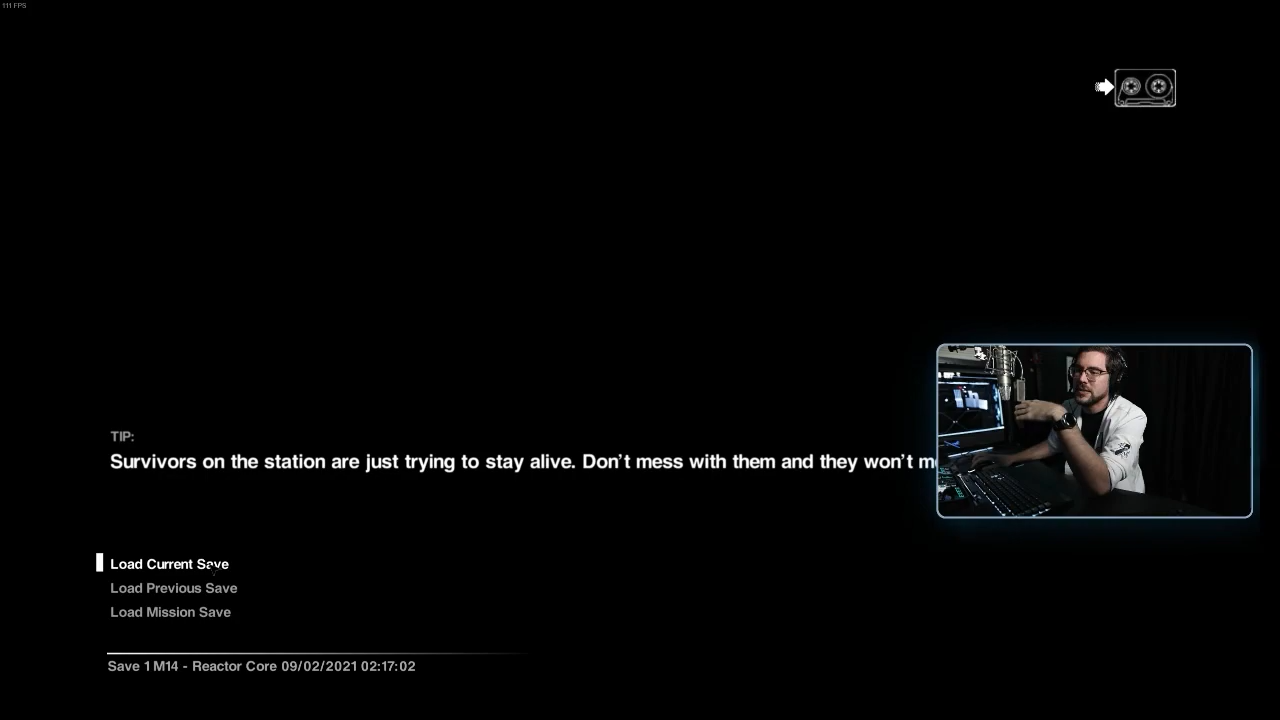 111 FPS
TIP:
Survivors on the station are just trying to stay alive. Don't mess with them and they won't
Load Current Save
Load Previous Save
Load Mission Save
Save 1 M14 - Reactor Core 09/02/2021 02:17:02